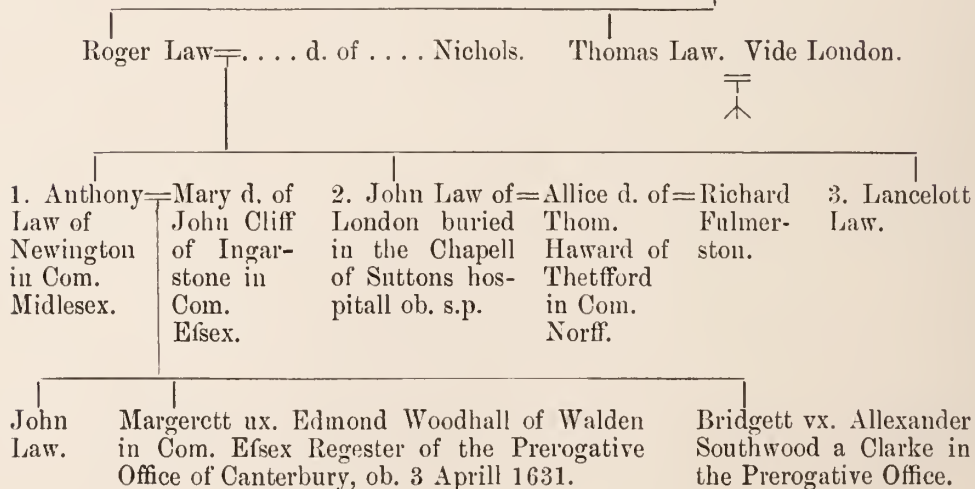 Roger Law=. . . . d. of . . . . Nichols.
Thomas Law. Vide London.
1. Anthony=Mary d. of
Law of John Cliff
Newington of Ingar-
in Com. stone in
Midlesex. Com.
Eſsex.
2. John Law of=Allice d. of=Richard
London buried Thom. Fulmer-
in the Chapell Haward of ston.
of Suttons hos- Thetfford
pitall ob. s.p. in Com.
Norff.
3. Lancelott
Law.
John
Law.
Margerett ux. Edmond Woodhall of Walden
in Com. Eſsex Regester of the Prerogative
Office of Canterbury, ob. 3 Aprill 1631.
Bridgett vx. Allexander
Southwood a Clarke in
the Prerogative Office.